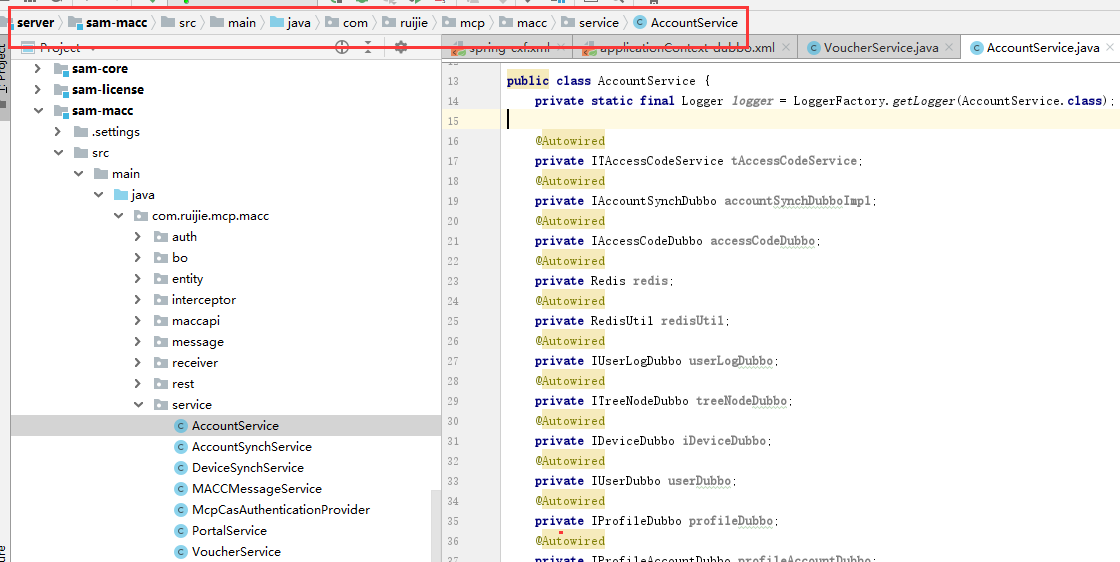 server sam-macc src main java com ruijie mcp macc service AccountService
Project
spring-cxf.xml applicationContext-dubbo.xml VoucherService.java AccountService.java
1: Project
sam-core
sam-license
sam-macc
.settings
src
main
java
com.ruijie.mcp.macc
auth
bo
entity
interceptor
maccapi
message
receiver
rest
service
AccountService
AccountSynchService
DeviceSynchService
MACCMessageService
McpCasAuthenticationProvider
PortalService
VoucherService
12
13 public class AccountService {
14 private static final Logger logger = LoggerFactory.getLogger(AccountService.class);
15
16 @Autowired
17 private ITAccessCodeService tAccessCodeService;
18 @Autowired
19 private IAccountSynchDubbo accountSynchDubboImpl;
20 @Autowired
21 private IAccessCodeDubbo accessCodeDubbo;
22 @Autowired
23 private Redis redis;
24 @Autowired
25 private RedisUtil redisUtil;
26 @Autowired
27 private IUserLogDubbo userLogDubbo;
28 @Autowired
29 private ITreeNodeDubbo treeNodeDubbo;
30 @Autowired
31 private IDeviceDubbo iDeviceDubbo;
32 @Autowired
33 private IUserDubbo userDubbo;
34 @Autowired
35 private IProfileDubbo profileDubbo;
36 @Autowired
37 private IProfileAccountDubbo profileAccountDubbo;